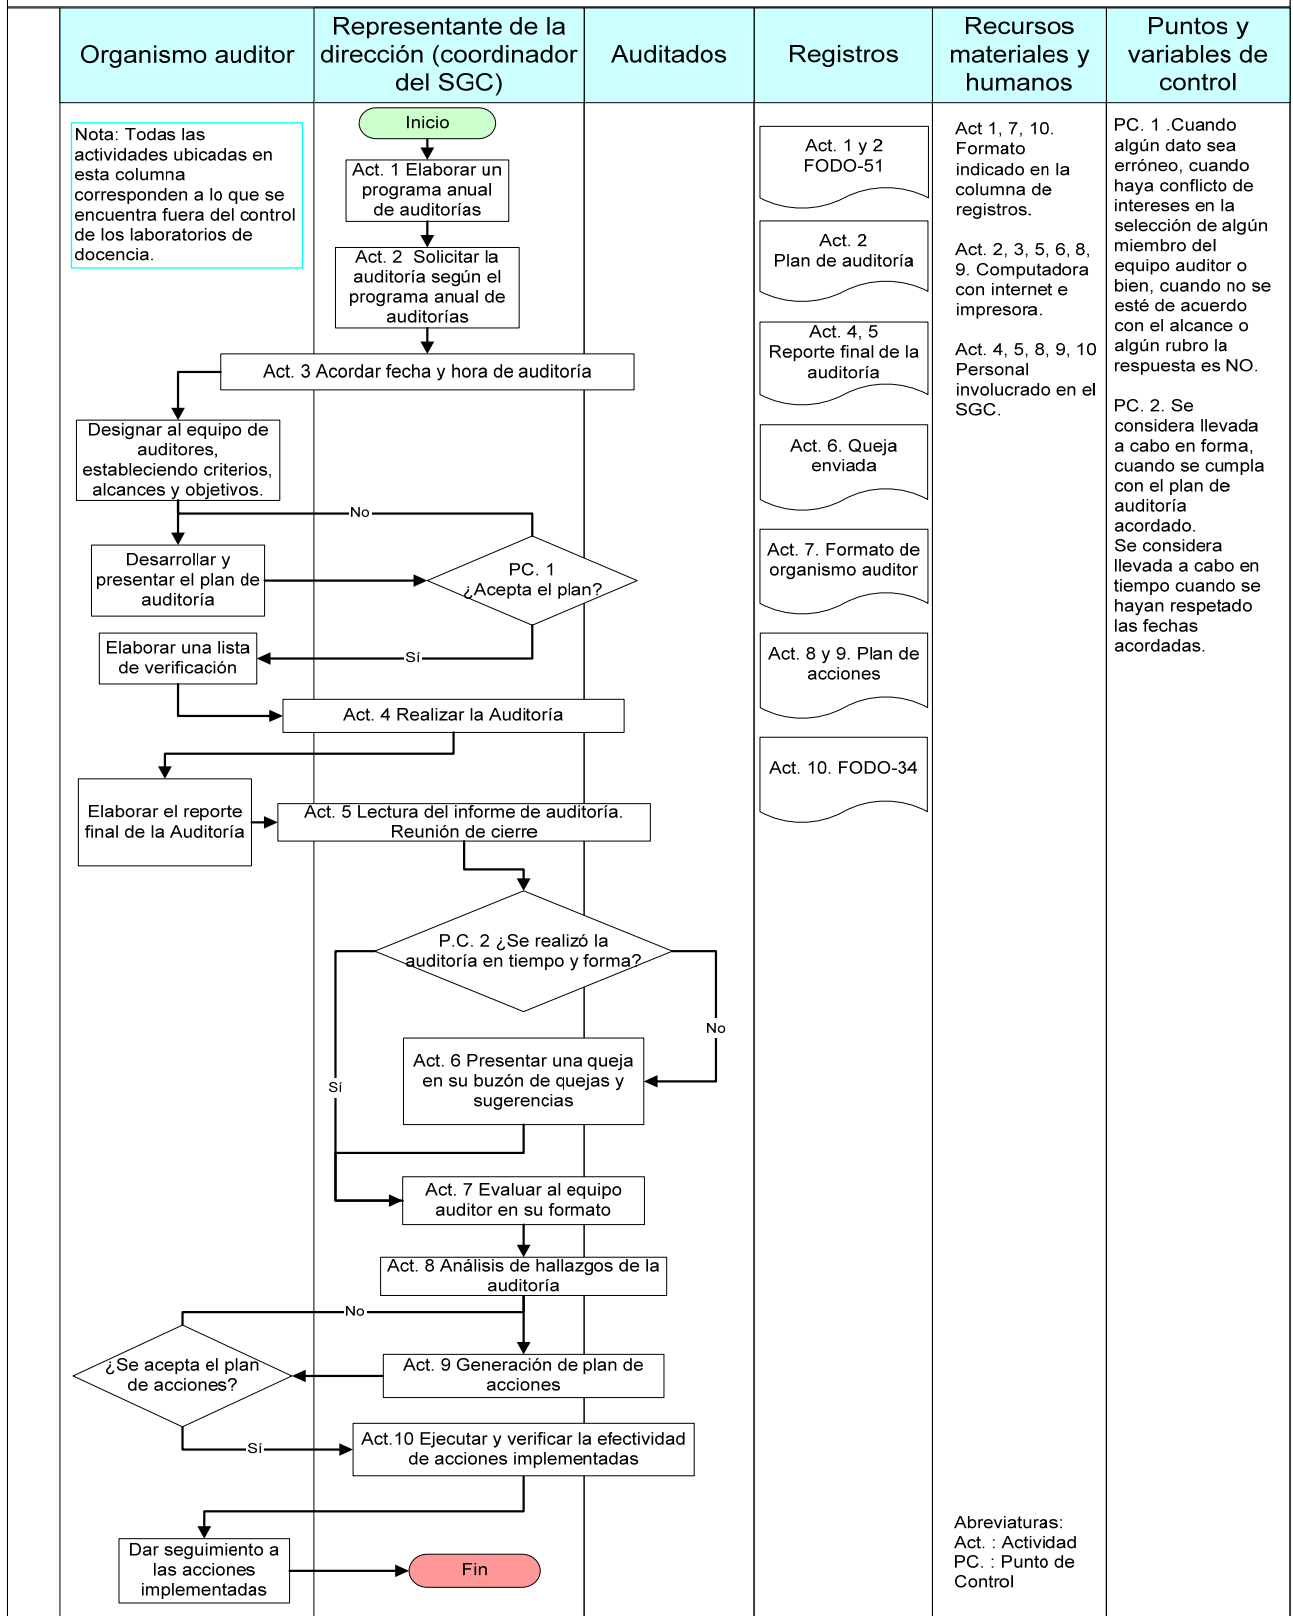 Organismo auditor
Representante de la
dirección (coordinador
del SGC)
Auditados
Registros
Recursos
materiales y
humanos
Puntos y
variables de
control
Nota: Todas las
actividades ubicadas en
esta columna
corresponden a lo que se
encuentra fuera del control
de los laboratorios de
docencia.
Inicio
Act. 1 Elaborar un
programa anual
de auditorías
Act. 2 Solicitar la
auditoría según el
programa anual de
auditorías
Act. 3 Acordar fecha y hora de auditoría
Designar al equipo de
auditores,
estableciendo criterios,
alcances y objetivos.
No
Desarrollar y
presentar el plan de
auditoría
PC. 1
¿Acepta el plan?
Sí
Elaborar una lista
de verificación
Act. 4 Realizar la Auditoría
Elaborar el reporte
final de la Auditoría
Act. 5 Lectura del informe de auditoría.
Reunión de cierre
P.C. 2 ¿Se realizó la
auditoría en tiempo y forma?
No
Sí
Act. 6 Presentar una queja
en su buzón de quejas y
sugerencias
Act. 7 Evaluar al equipo
auditor en su formato
Act. 8 Análisis de hallazgos de la
auditoría
No
¿Se acepta el plan
de acciones?
Act. 9 Generación de plan de
acciones
Sí
Act.10 Ejecutar y verificar la efectividad
de acciones implementadas
Dar seguimiento a
las acciones
implementadas
Fin
Act. 1 y 2
FODO-51
Act. 2
Plan de auditoría
Act. 4, 5
Reporte final de la
auditoría
Act. 6. Queja
enviada
Act. 7. Formato de
organismo auditor
Act. 8 y 9. Plan de
acciones
Act. 10. FODO-34
Act 1, 7, 10.
Formato
indicado en la
columna de
registros.
Act. 2, 3, 5, 6, 8,
9. Computadora
con internet e
impresora.
Act. 4, 5, 8, 9, 10
Personal
involucrado en el
SGC.
Abreviaturas:
Act. : Actividad
PC. : Punto de
Control
PC. 1 .Cuando
algún dato sea
erróneo, cuando
haya conflicto de
intereses en la
selección de algún
miembro del
equipo auditor o
bien, cuando no se
esté de acuerdo
con el alcance o
algún rubro la
respuesta es NO.
PC. 2. Se
considera llevada
a cabo en forma,
cuando se cumpla
con el plan de
auditoría
acordado.
Se considera
llevada a cabo en
tiempo cuando se
hayan respetado
las fechas
acordadas.